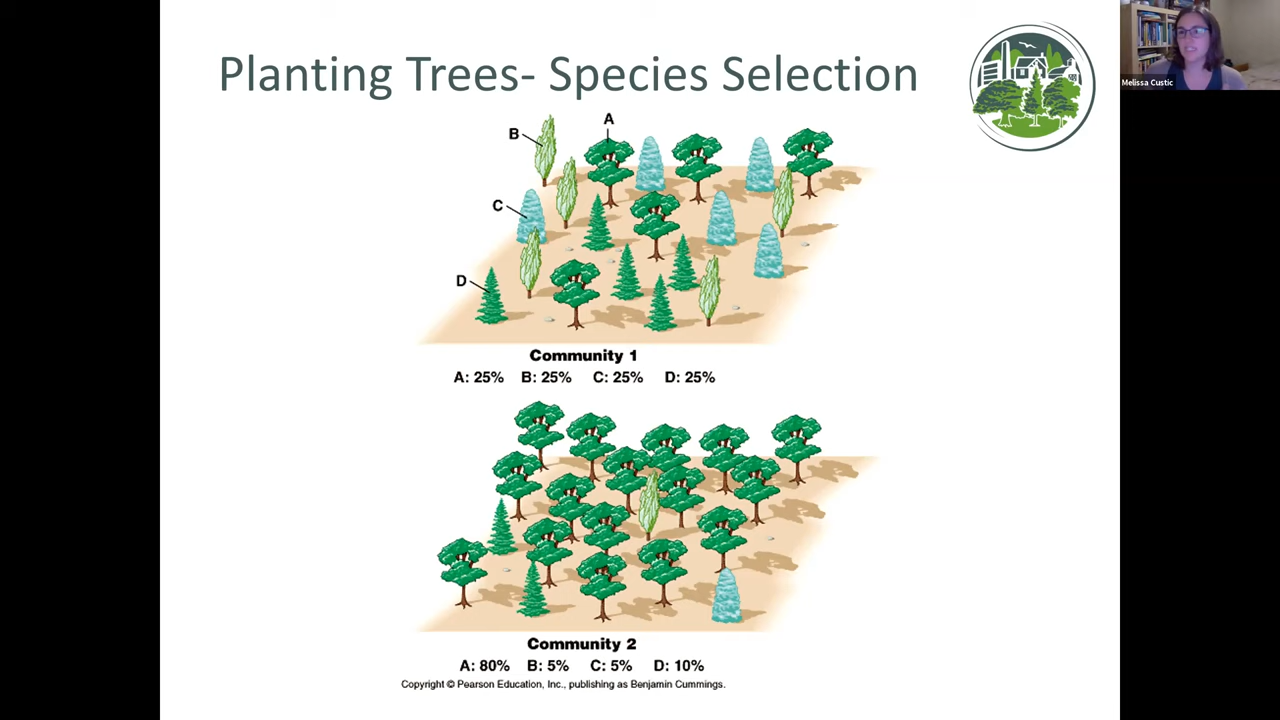 Planting Trees- Species Selection
Melissa Custic
A
B
C
D
Community 1
A: 25% B: 25% C: 25% D: 25%
Community 2
A: 80% B: 5% C: 5% D: 10%
Copyright © Pearson Education, Inc., publishing as Benjamin Cummings.